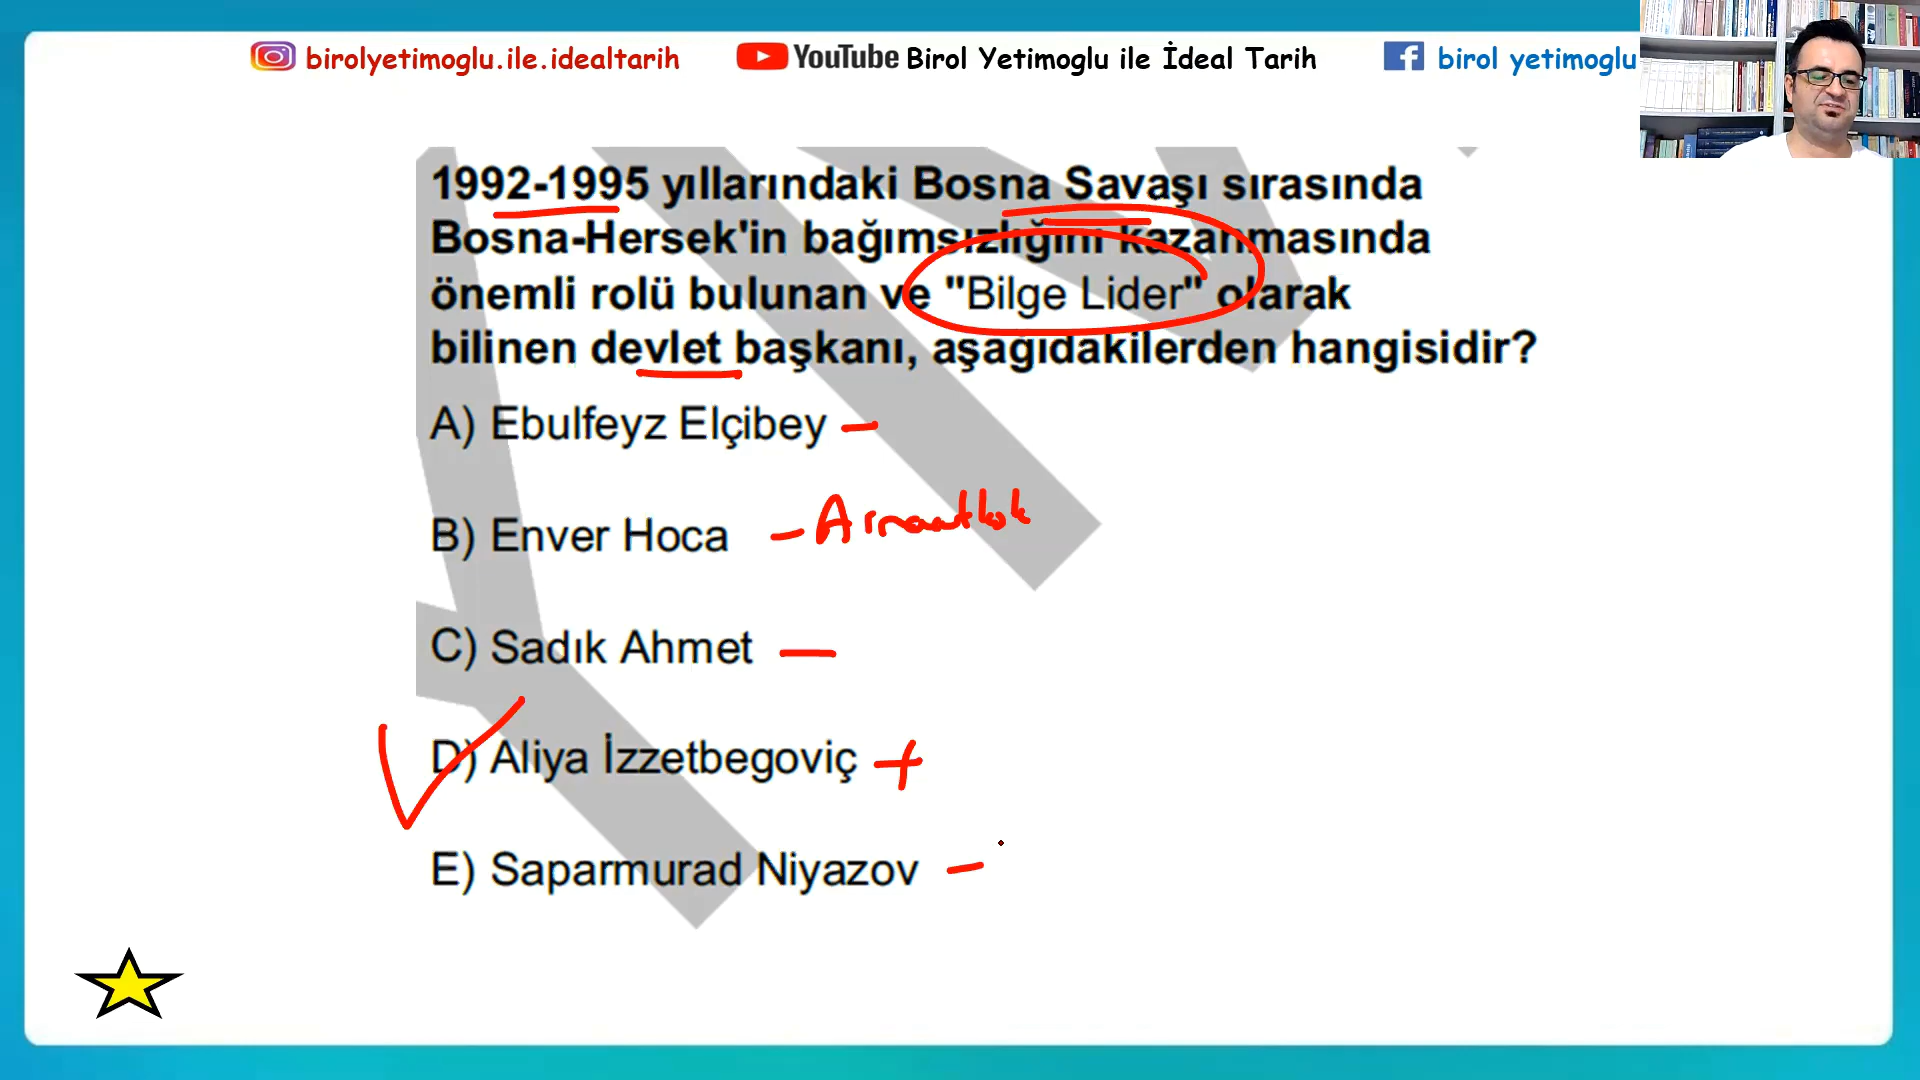 birolyetimoglu.ile.idealtarih
YouTube Birol Yetimoglu ile İdeal Tarih
birol yetimoglu
1992-1995 yıllarındaki Bosna Savaşı sırasında
Bosna-Hersek'in bağımsızlığını kazanmasında
önemli rolü bulunan ve "Bilge Lider" olarak
bilinen devlet başkanı, aşağıdakilerden hangisidir?
A) Ebulfeyz Elçibey
B) Enver Hoca
C) Sadık Ahmet
D) Aliya İzzetbegoviç
E) Saparmurad Niyazov